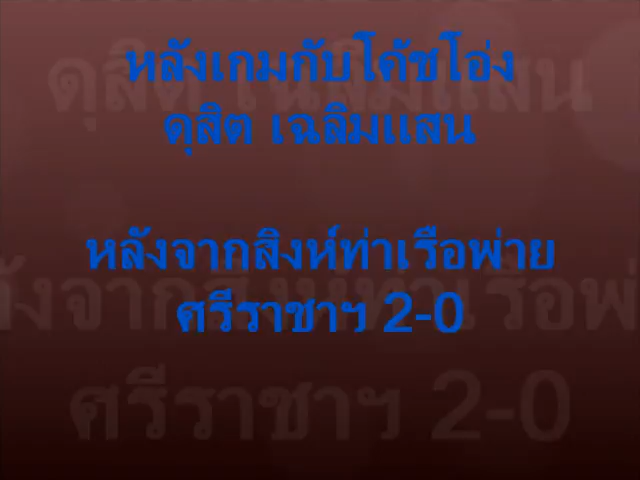 หลังเกมกับโค้ชโอ่ง
ดุสิต เฉลิมแสน
หลังจากสิงห์ท่าเรือพ่าย
ศรีราชาฯ 2-0